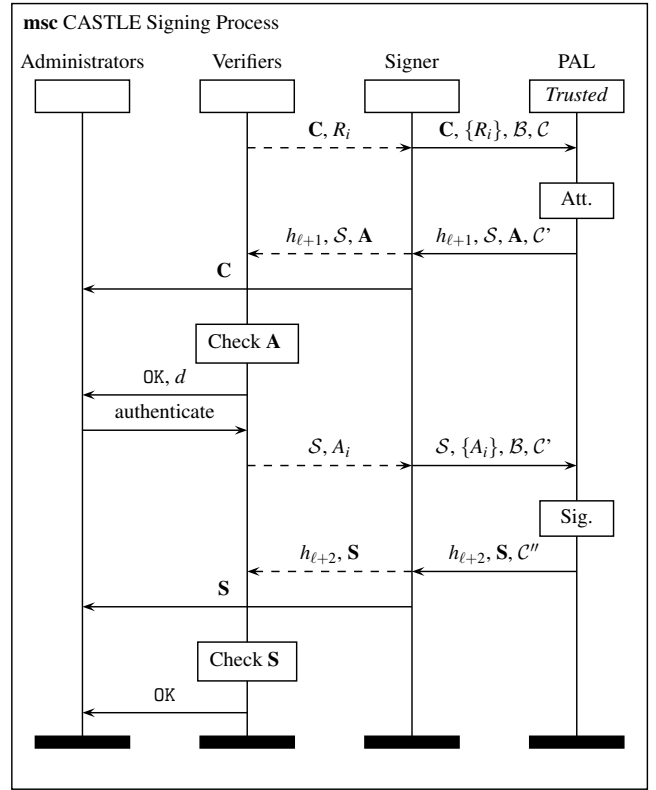 msc CASTLE Signing Process
Administrators Verifiers Signer PAL
Trusted
C, R_i C, {R_i}, B, C
Att.
h_{ℓ+1}, S, A h_{ℓ+1}, S, A, C'
C
Check A
OK, d
authenticate
S, A_i S, {A_i}, B, C'
Sig.
h_{ℓ+2}, S h_{ℓ+2}, S, C''
S
Check S
OK